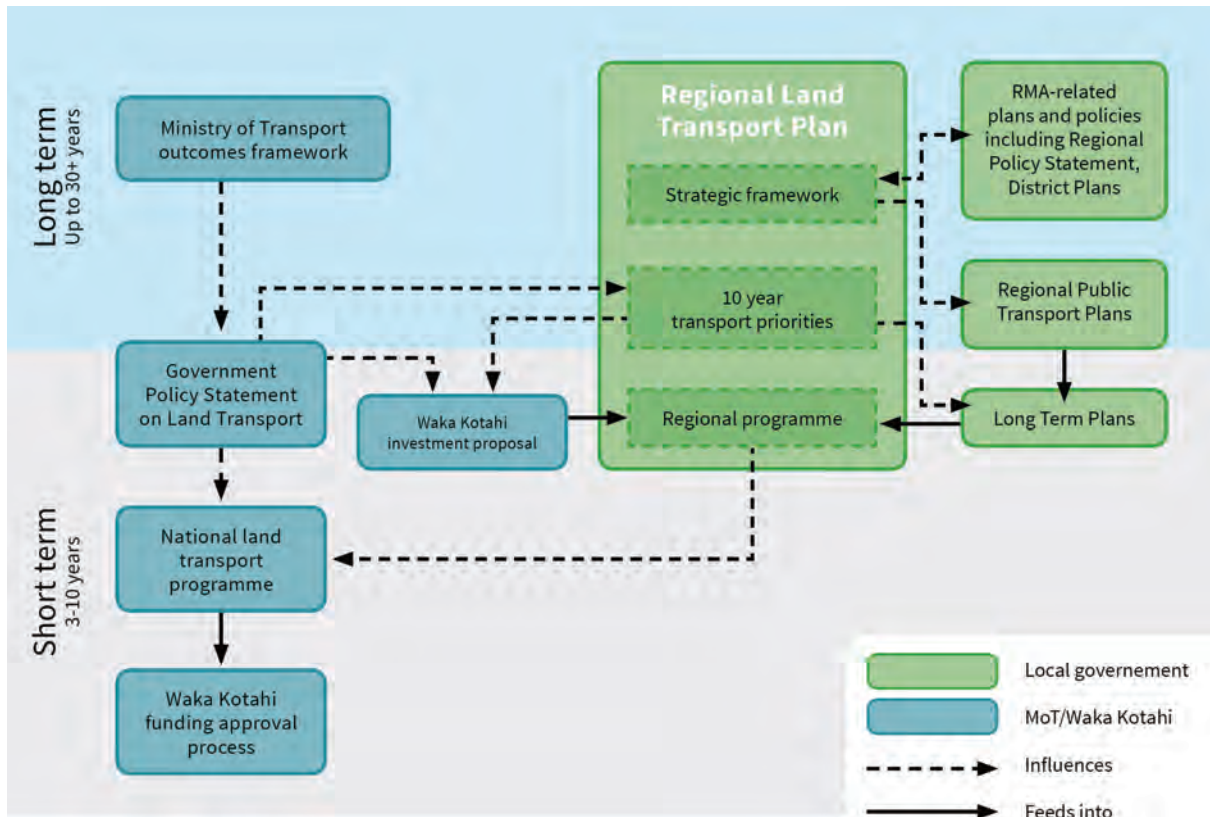 Long term
Up to 30+ years
Ministry of Transport
outcomes framework
Regional Land
Transport Plan
Strategic framework
10 year
transport priorities
Regional programme
RMA-related
plans and policies
including Regional
Policy Statement,
District Plans
Regional Public
Transport Plans
Long Term Plans
Government
Policy Statement
on Land Transport
Waka Kotahi
investment proposal
Short term
3-10 years
National land
transport
programme
Waka Kotahi
funding approval
process
Local governement
MoT/Waka Kotahi
Influences
Feeds into